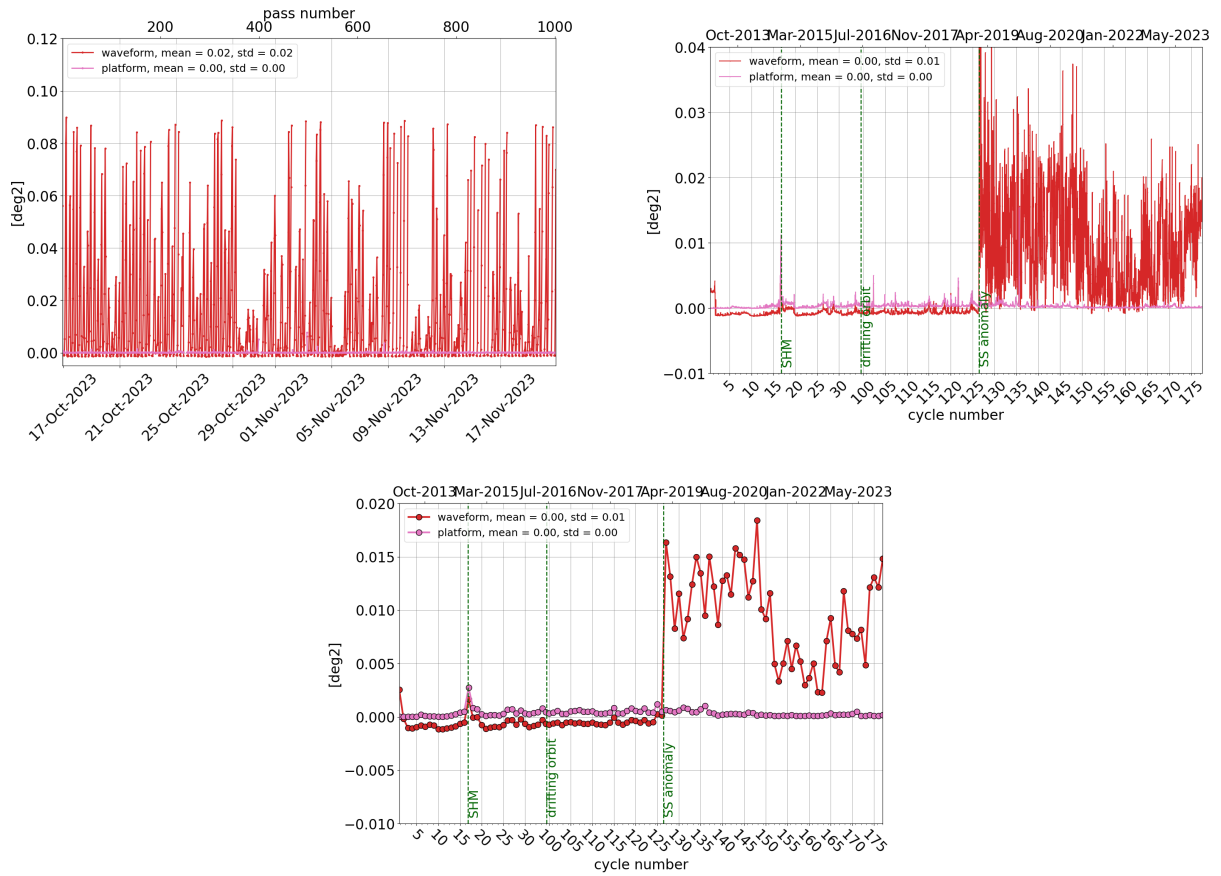 pass number
200 400 600 800 1000
0.12
0.10
0.08
0.06
0.04
0.02
0.00
[deg2]
waveform, mean = 0.02, std = 0.02
platform, mean = 0.00, std = 0.00
17-Oct-2023 21-Oct-2023 25-Oct-2023 29-Oct-2023 01-Nov-2023 05-Nov-2023 09-Nov-2023 13-Nov-2023 17-Nov-2023
Oct-2013 Mar-2015 Jul-2016 Nov-2017 Apr-2019 Aug-2020 Jan-2022 May-2023
0.04
0.03
0.02
0.01
0.00
−0.01
[deg2]
waveform, mean = 0.00, std = 0.01
platform, mean = 0.00, std = 0.00
SHM
drifting orbit
SS anomaly
5 10 15 20 25 30 100 105 110 115 120 125 130 135 140 145 150 155 160 165 170 175
cycle number
Oct-2013 Mar-2015 Jul-2016 Nov-2017 Apr-2019 Aug-2020 Jan-2022 May-2023
0.020
0.015
0.010
0.005
0.000
−0.005
−0.010
[deg2]
waveform, mean = 0.00, std = 0.01
platform, mean = 0.00, std = 0.00
SHM
drifting orbit
SS anomaly
5 10 15 20 25 30 100 105 110 115 120 125 130 135 140 145 150 155 160 165 170 175
cycle number